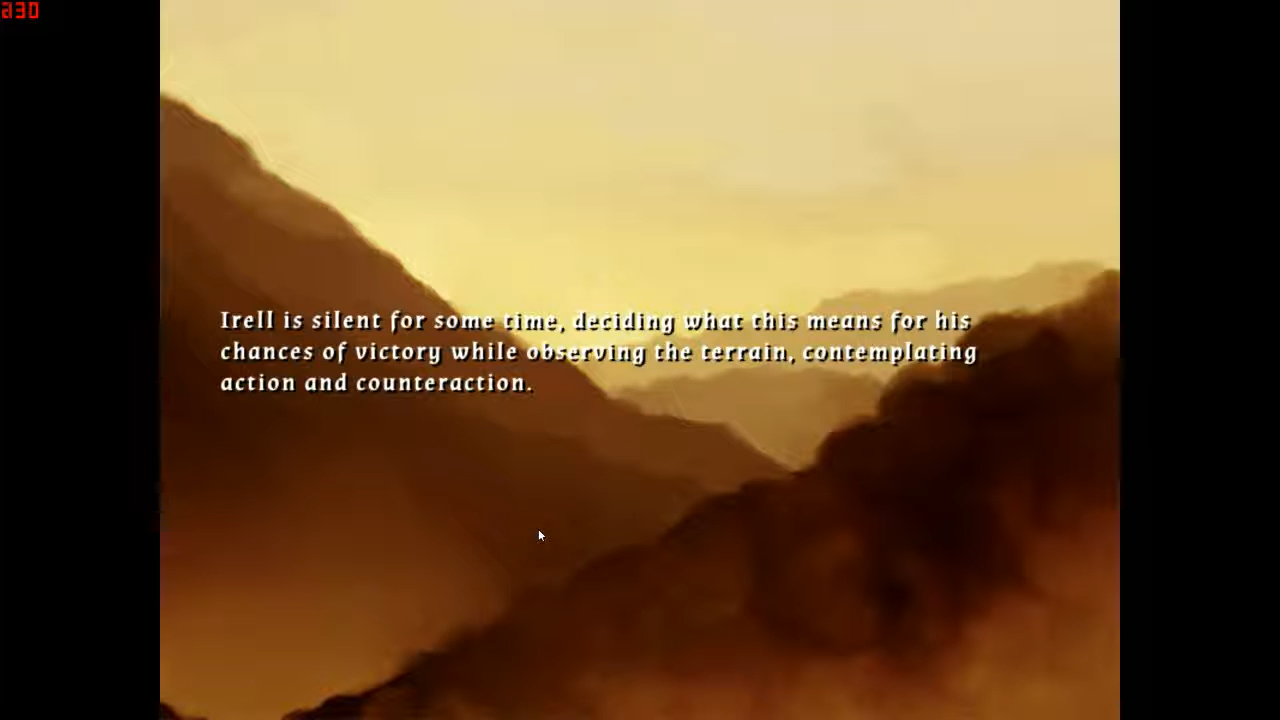 a30
Irell is silent for some time, deciding what this means for his
chances of victory while observing the terrain, contemplating
action and counteraction.